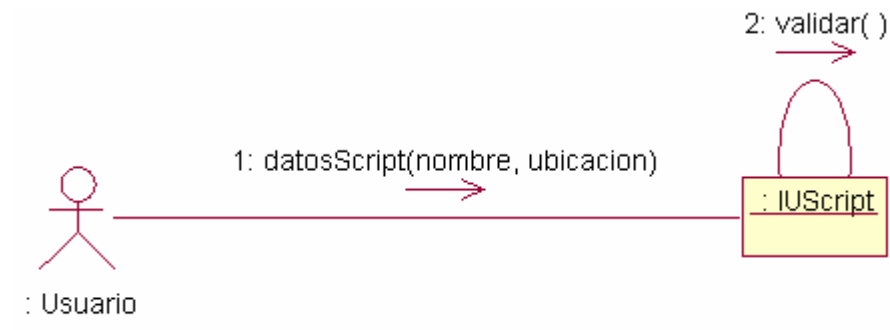 2: validar( )
1: datosScript(nombre, ubicacion)
: IUScript
: Usuario